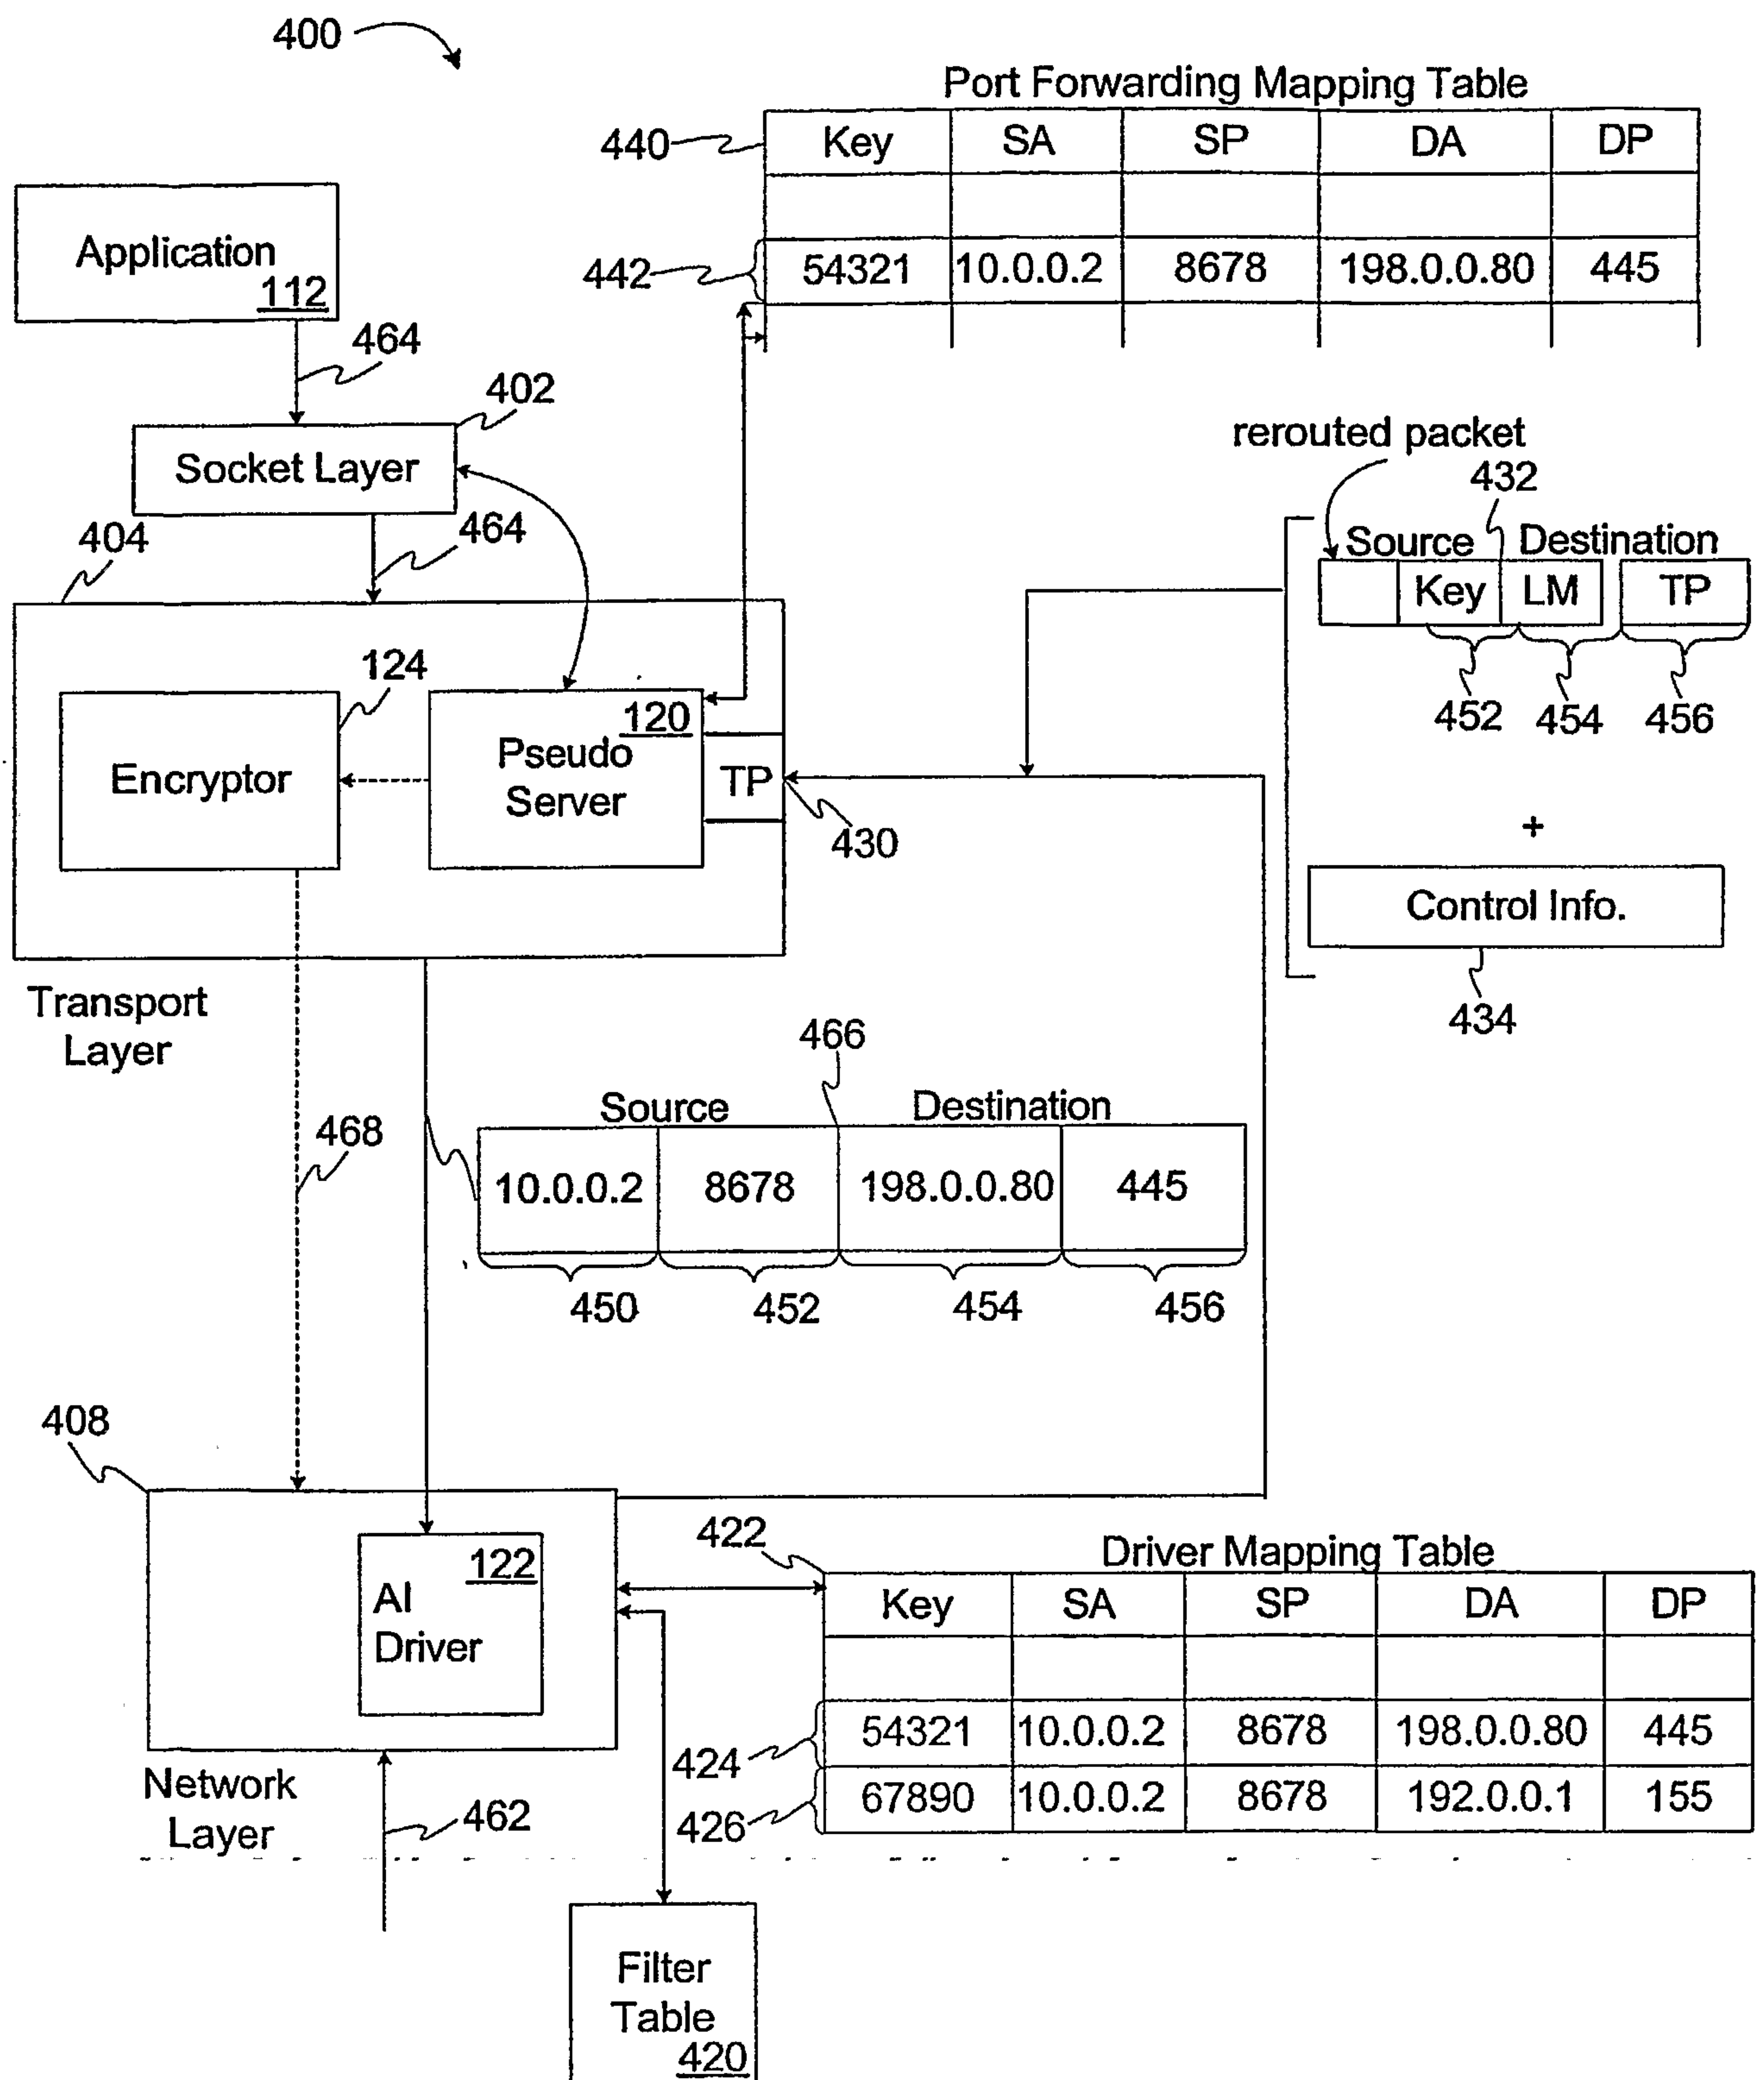 400
Port Forwarding Mapping Table
440
Key SA SP DA DP
442
54321 10.0.0.2 8678 198.0.0.80 445
Application
112
464
402
Socket Layer
464
404
rerouted packet
432
Source Destination
Key LM TP
452 454 456
124
Encryptor
120
Pseudo
Server
TP
430
+
Control Info.
434
Transport
Layer
466
Source Destination
10.0.0.2 8678 198.0.0.80 445
450 452 454 456
468
408
422
Driver Mapping Table
Key SA SP DA DP
424
54321 10.0.0.2 8678 198.0.0.80 445
426
67890 10.0.0.2 8678 192.0.0.1 155
122
AI
Driver
Network
Layer
462
Filter
Table
420